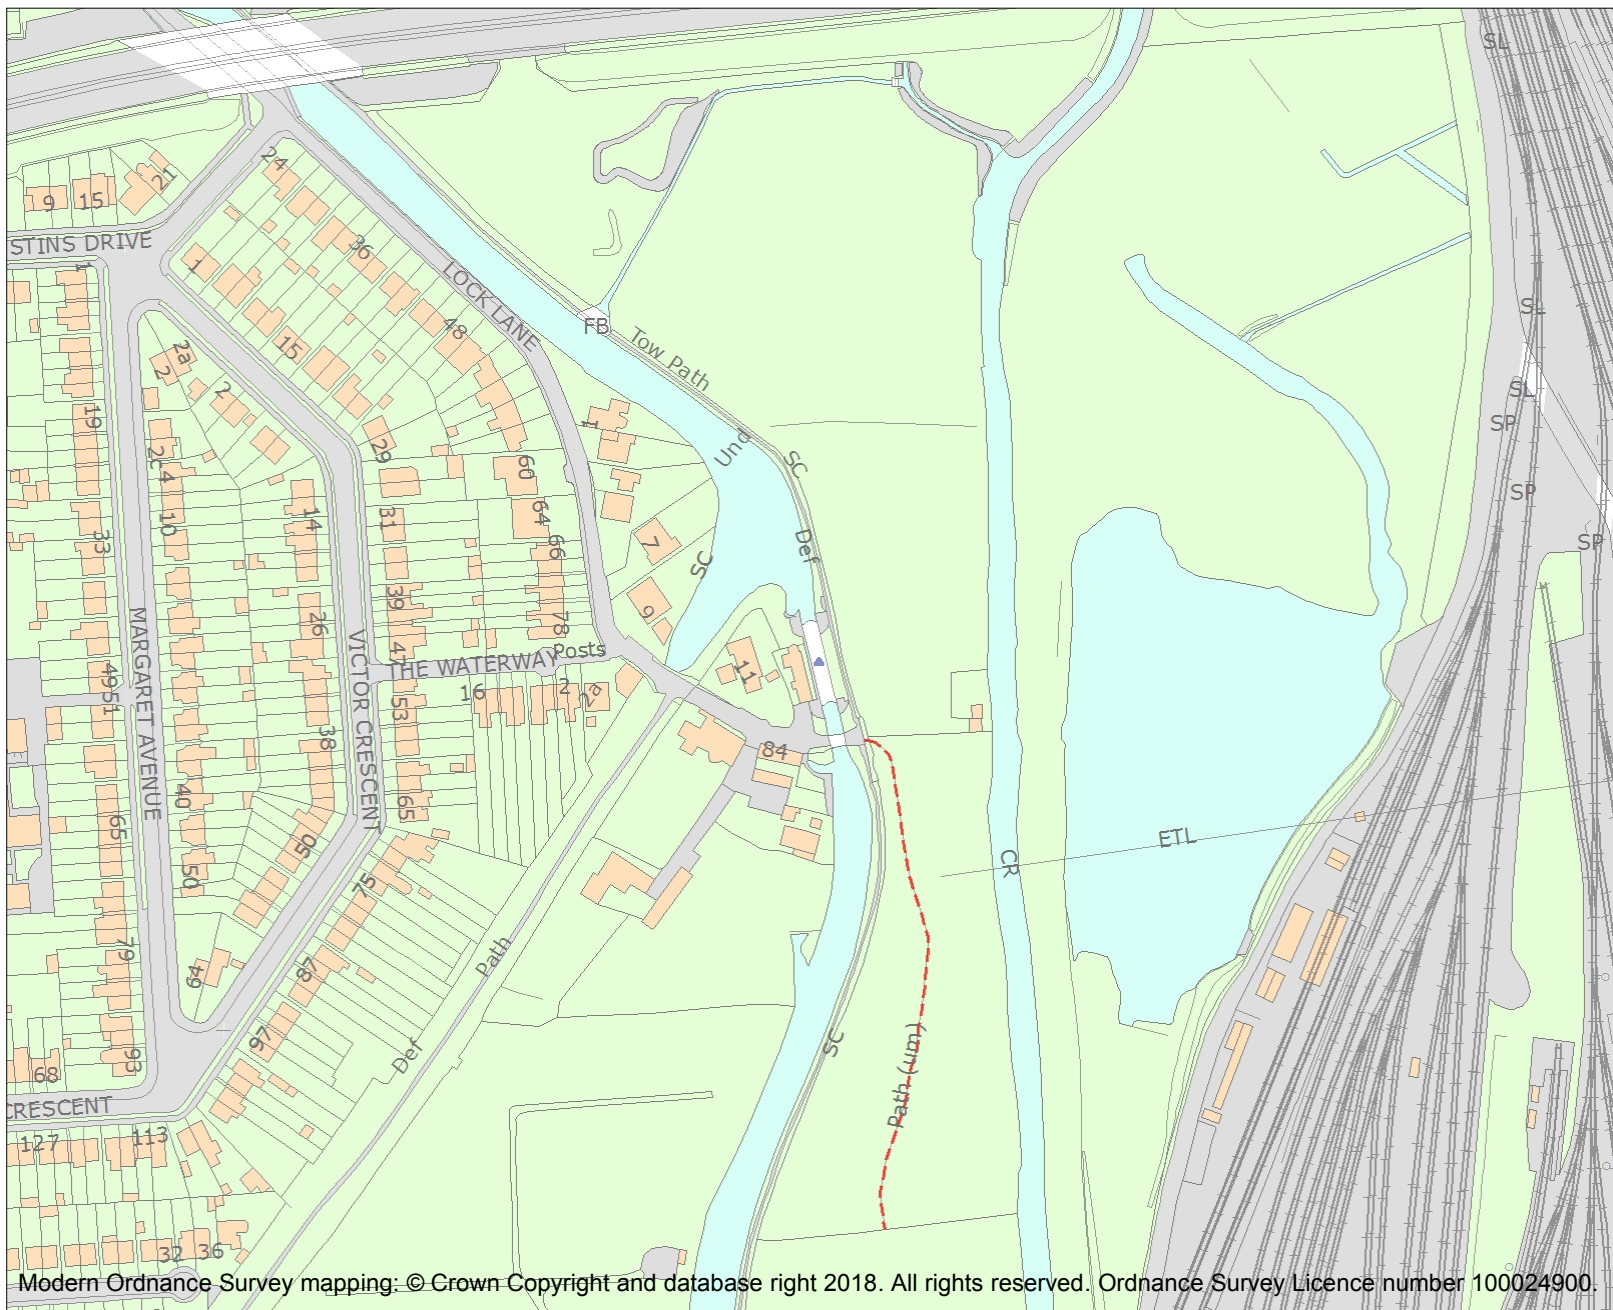 SL
24
21
9
15
STINS DRIVE
36
1
1
LOCK LANE
SL
FB
48
Tow Path
15
2a
2
2
SL
19
1
SP
29
Und
SC
2c
4
60
SP
10
14
31
64
33
66
7
Def
SP
SC
39
9
26
78
MARGARET AVENUE
VICTOR CRESCENT
47
THE WATERWAY
Posts
11
49
51
16
2
2a
53
38
84
40
65
65
ETL
50
CR
50
75
79
Path
87
64
97
SC
Def
93
68
Path (um)
CRESCENT
127
113
32
36
Modern Ordnance Survey mapping: © Crown Copyright and database right 2018. All rights reserved. Ordnance Survey Licence number 100024900.